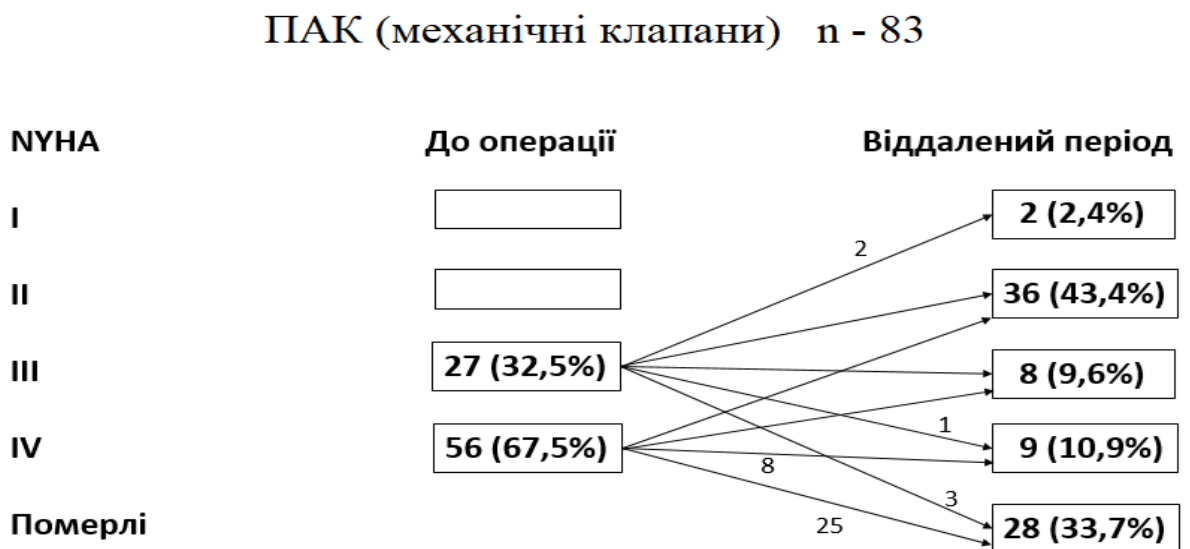 ПАК (механічні клапани) n - 83
NYHA До операції Віддалений період
I 2 (2,4%)
2
II 36 (43,4%)
III 27 (32,5%) 8 (9,6%)
1
IV 56 (67,5%) 9 (10,9%)
8
3
Померлі 25 28 (33,7%)